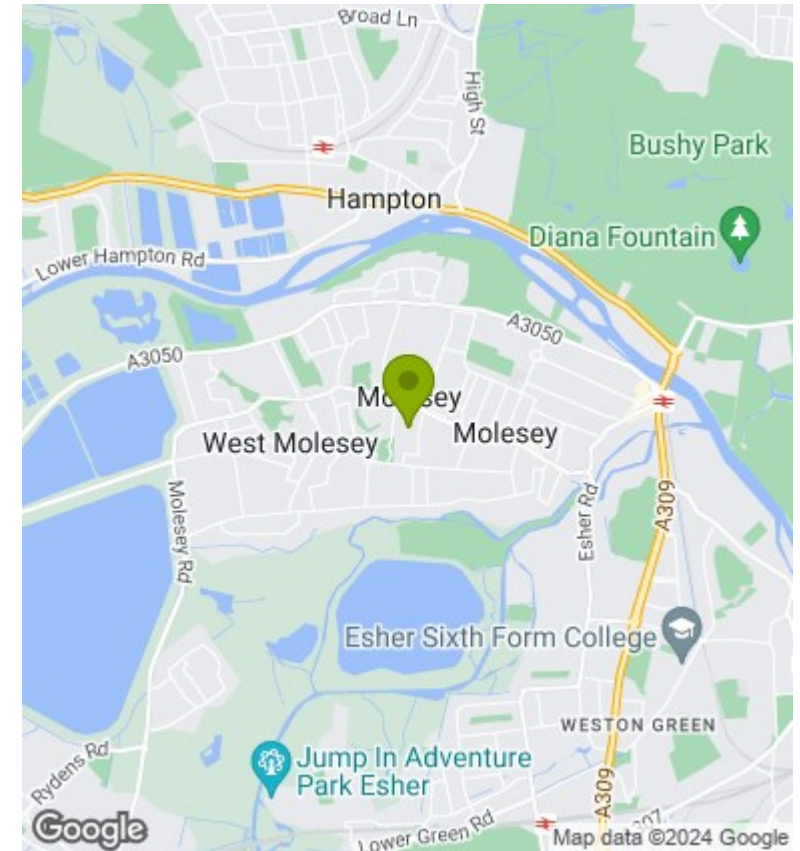 Broad Ln
High St
Bushy Park
Hampton
Diana Fountain
Lower Hampton Rd
A3050
A3050
Molesey
West Molesey
Molesey
Molesey Rd
Esher Rd
A309
Esher Sixth Form College
WESTON GREEN
Jump In Adventure
Park Esher
Rydens Rd
A309
Lower Green Rd
Google
Map data ©2024 Google